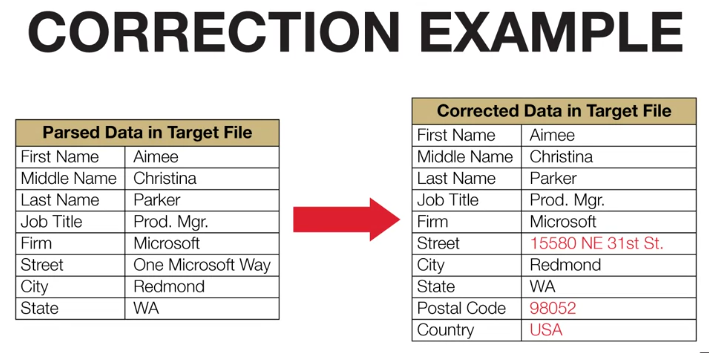 CORRECTION EXAMPLE
Parsed Data in Target File
First Name Aimee
Middle Name Christina
Last Name Parker
Job Title Prod. Mgr.
Firm Microsoft
Street One Microsoft Way
City Redmond
State WA
Corrected Data in Target File
First Name Aimee
Middle Name Christina
Last Name Parker
Job Title Prod. Mgr.
Firm Microsoft
Street 15580 NE 31st St.
City Redmond
State WA
Postal Code 98052
Country USA